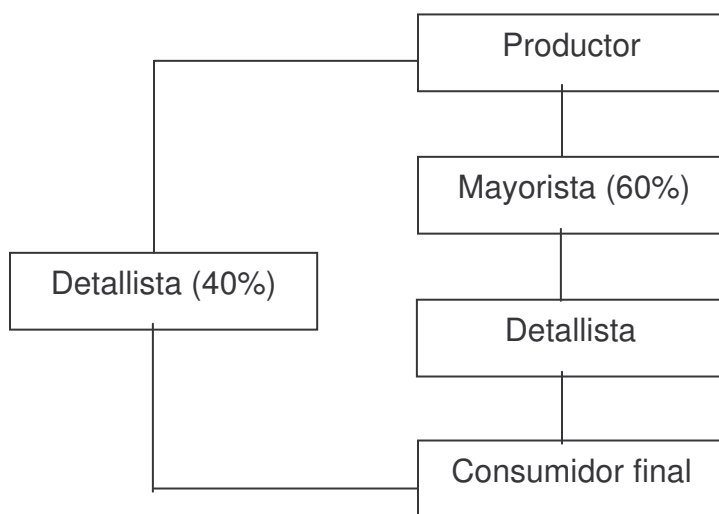 Productor
Mayorista (60%)
Detallista (40%)
Detallista
Consumidor final